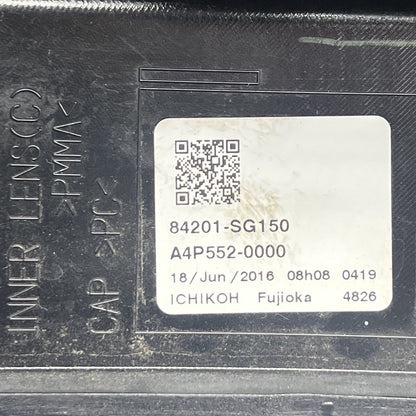 INNER LENS(C)
>PMMA<
CAP >PC<
84201-SG150
A4P552-0000
18/Jun/2016 08h08 0419
ICHIKOH Fujioka 4826